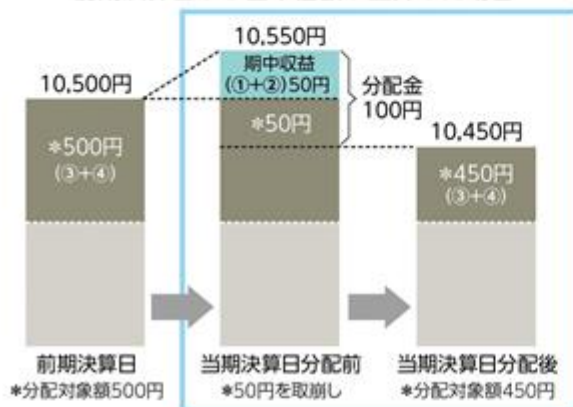 10,550円
期中収益
(①+②)50円
10,500円
分配金
100円
*500円
(③+④)
*50円
10,450円
*450円
(③+④)
前期決算日
*分配対象額500円
当期決算日分配前
*50円を取崩し
当期決算日分配後
*分配対象額450円